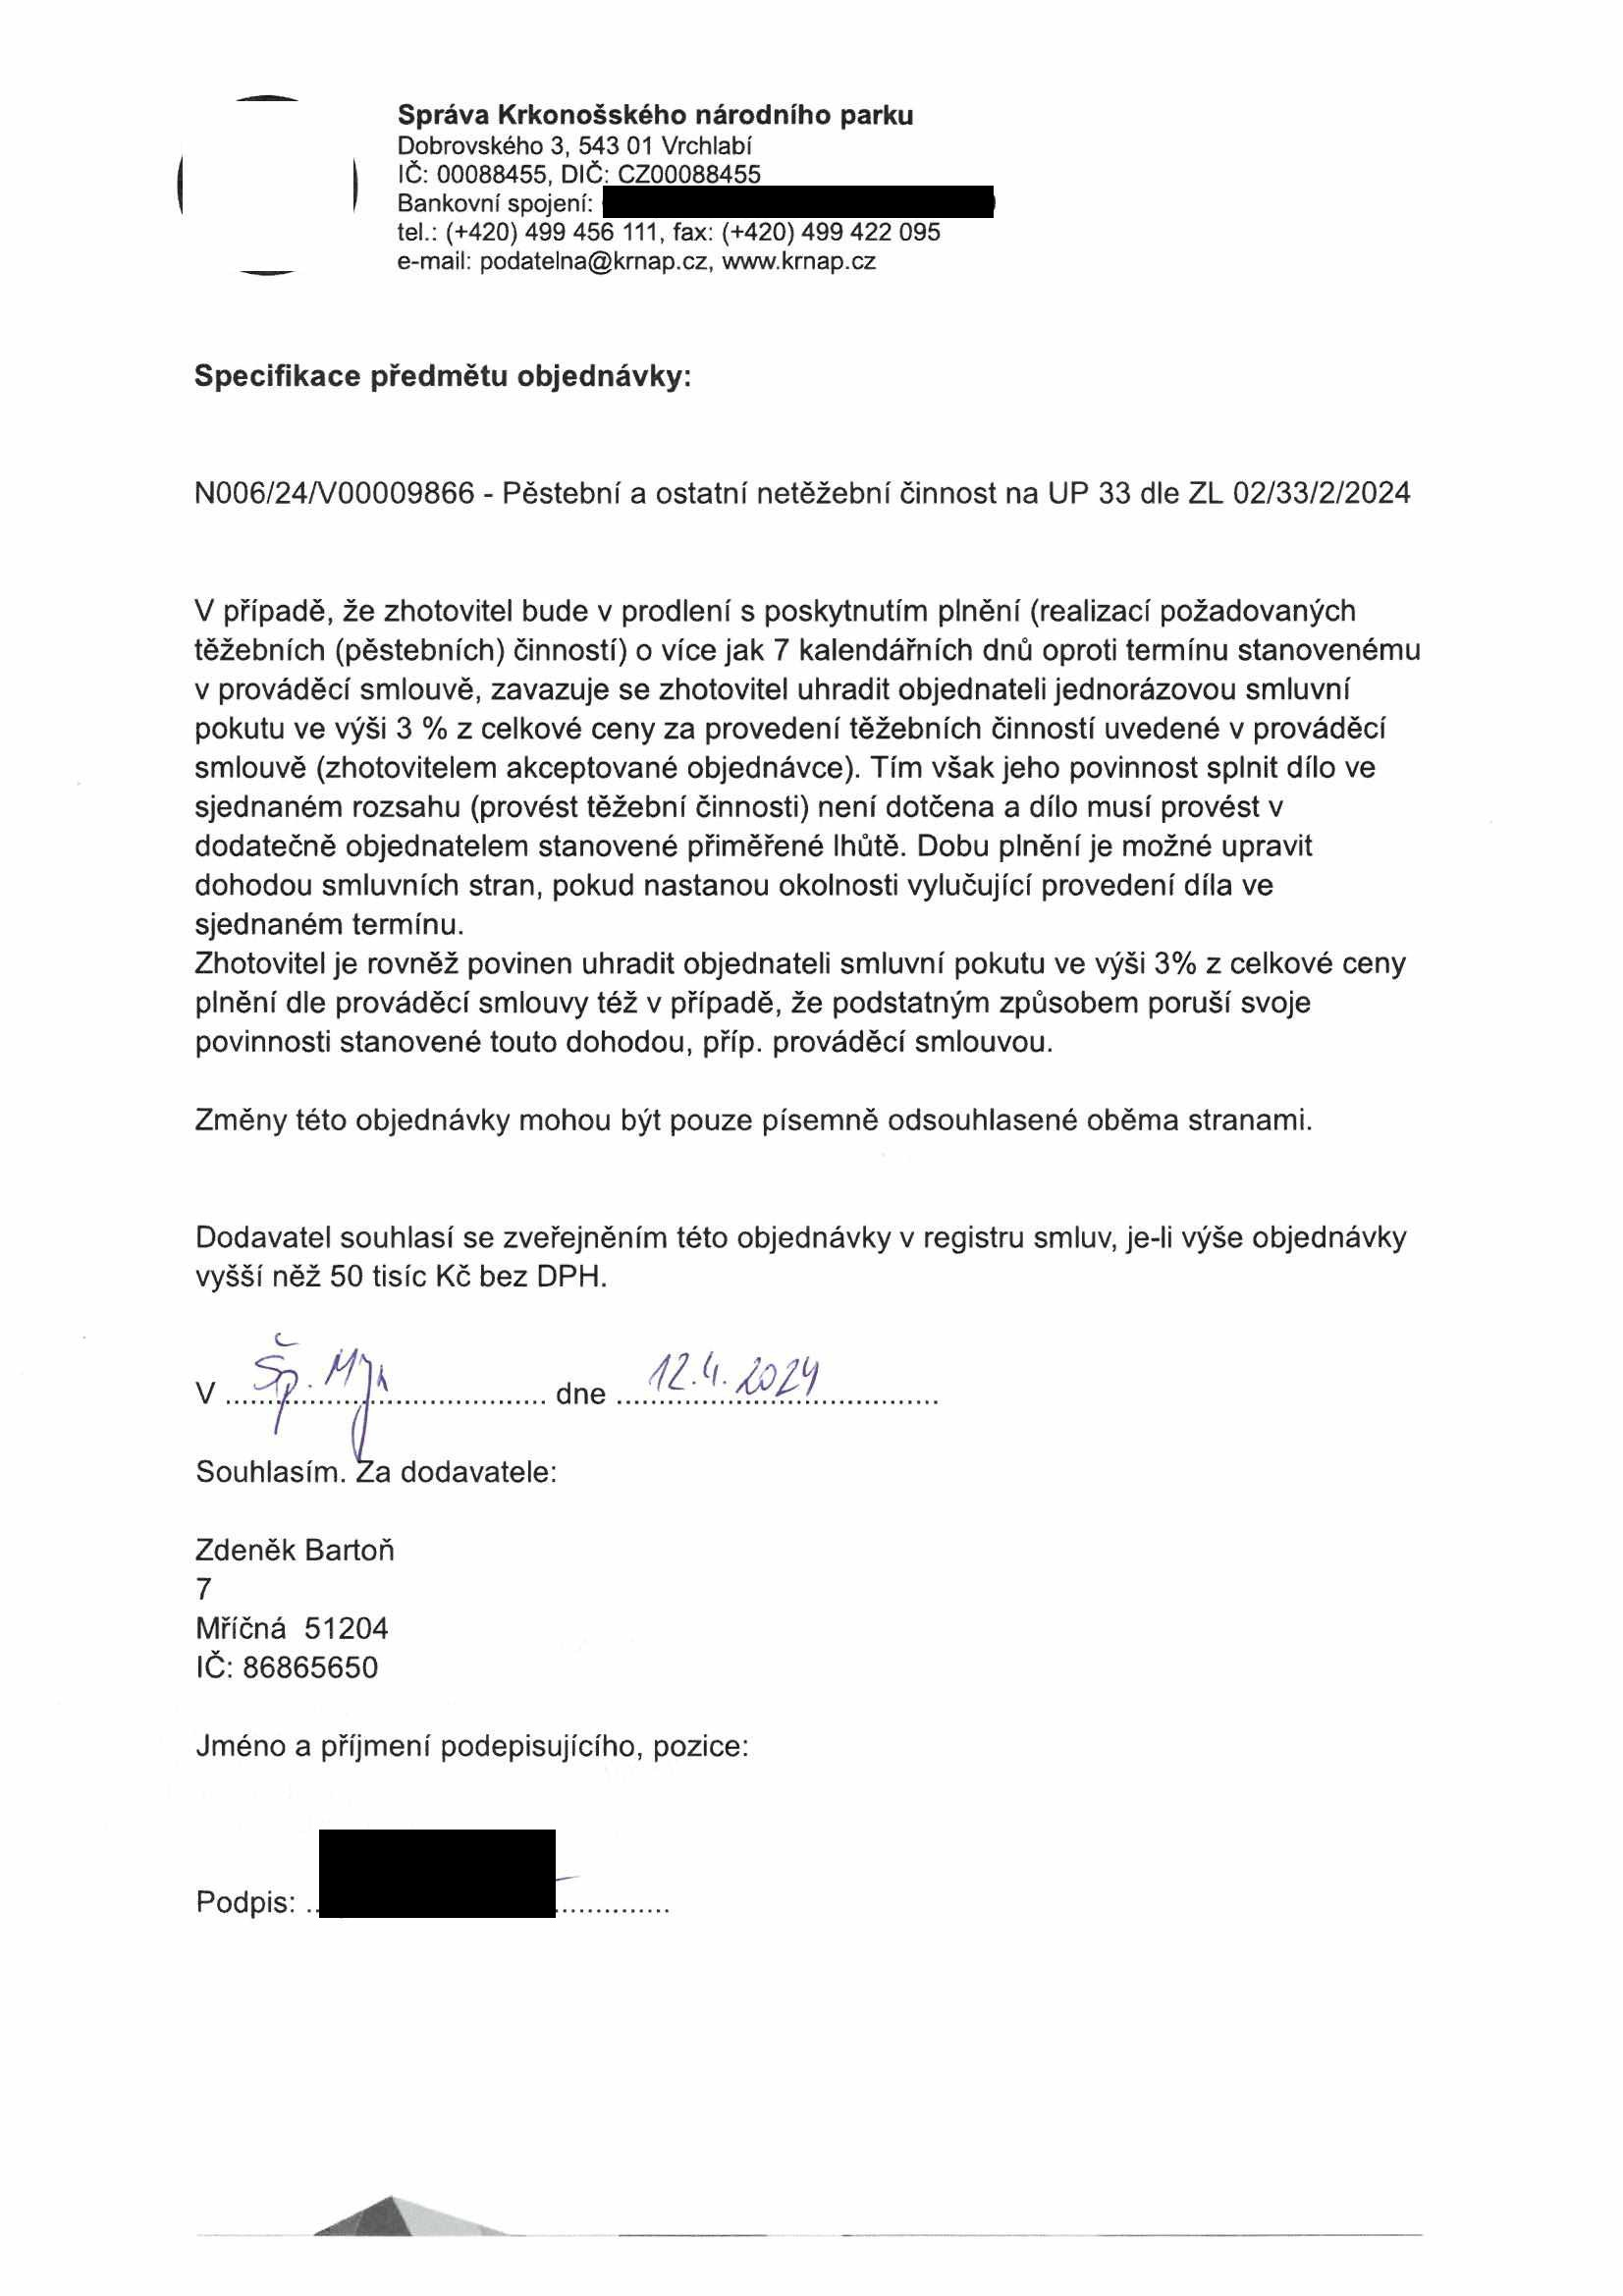 Správa Krkonošského národního parku
Dobrovského 3, 543 01 Vrchlabí
IČ: 00088455, DIČ: CZ00088455
Bankovní spojení:
tel.: (+420) 499 456 111, fax: (+420) 499 422 095
e-mail: podatelna@krnap.cz, www.krnap.cz
Specifikace předmětu objednávky:
N006/24/V00009866 - Pěstební a ostatní netěžební činnost na UP 33 dle ZL 02/33/2/2024
V případě, že zhotovitel bude v prodlení s poskytnutím plnění (realizací požadovaných
těžebních (pěstebních) činností) o více jak 7 kalendářních dnů oproti termínu stanovenému
v prováděcí smlouvě, zavazuje se zhotovitel uhradit objednateli jednorázovou smluvní
pokutu ve výši 3 % z celkové ceny za provedení těžebních činností uvedené v prováděcí
smlouvě (zhotovitelem akceptované objednávce). Tím však jeho povinnost splnit dílo ve
sjednaném rozsahu (provést těžební činnosti) není dotčena a dílo musí provést v
dodatečně objednatelem stanovené přiměřené lhůtě. Dobu plnění je možné upravit
dohodou smluvních stran, pokud nastanou okolnosti vylučující provedení díla ve
sjednaném termínu.
Zhotovitel je rovněž povinen uhradit objednateli smluvní pokutu ve výši 3% z celkové ceny
plnění dle prováděcí smlouvy též v případě, že podstatným způsobem poruší svoje
povinnosti stanovené touto dohodou, příp. prováděcí smlouvou.
Změny této objednávky mohou být pouze písemně odsouhlasené oběma stranami.
Dodavatel souhlasí se zveřejněním této objednávky v registru smluv, je-li výše objednávky
vyšší něž 50 tisíc Kč bez DPH.
V Šp. Mýn dne 12.4.2024
Souhlasím. Za dodavatele:
Zdeněk Bartoň
7
Mříčná 51204
IČ: 86865650
Jméno a příjmení podepisujícího, pozice:
Podpis: